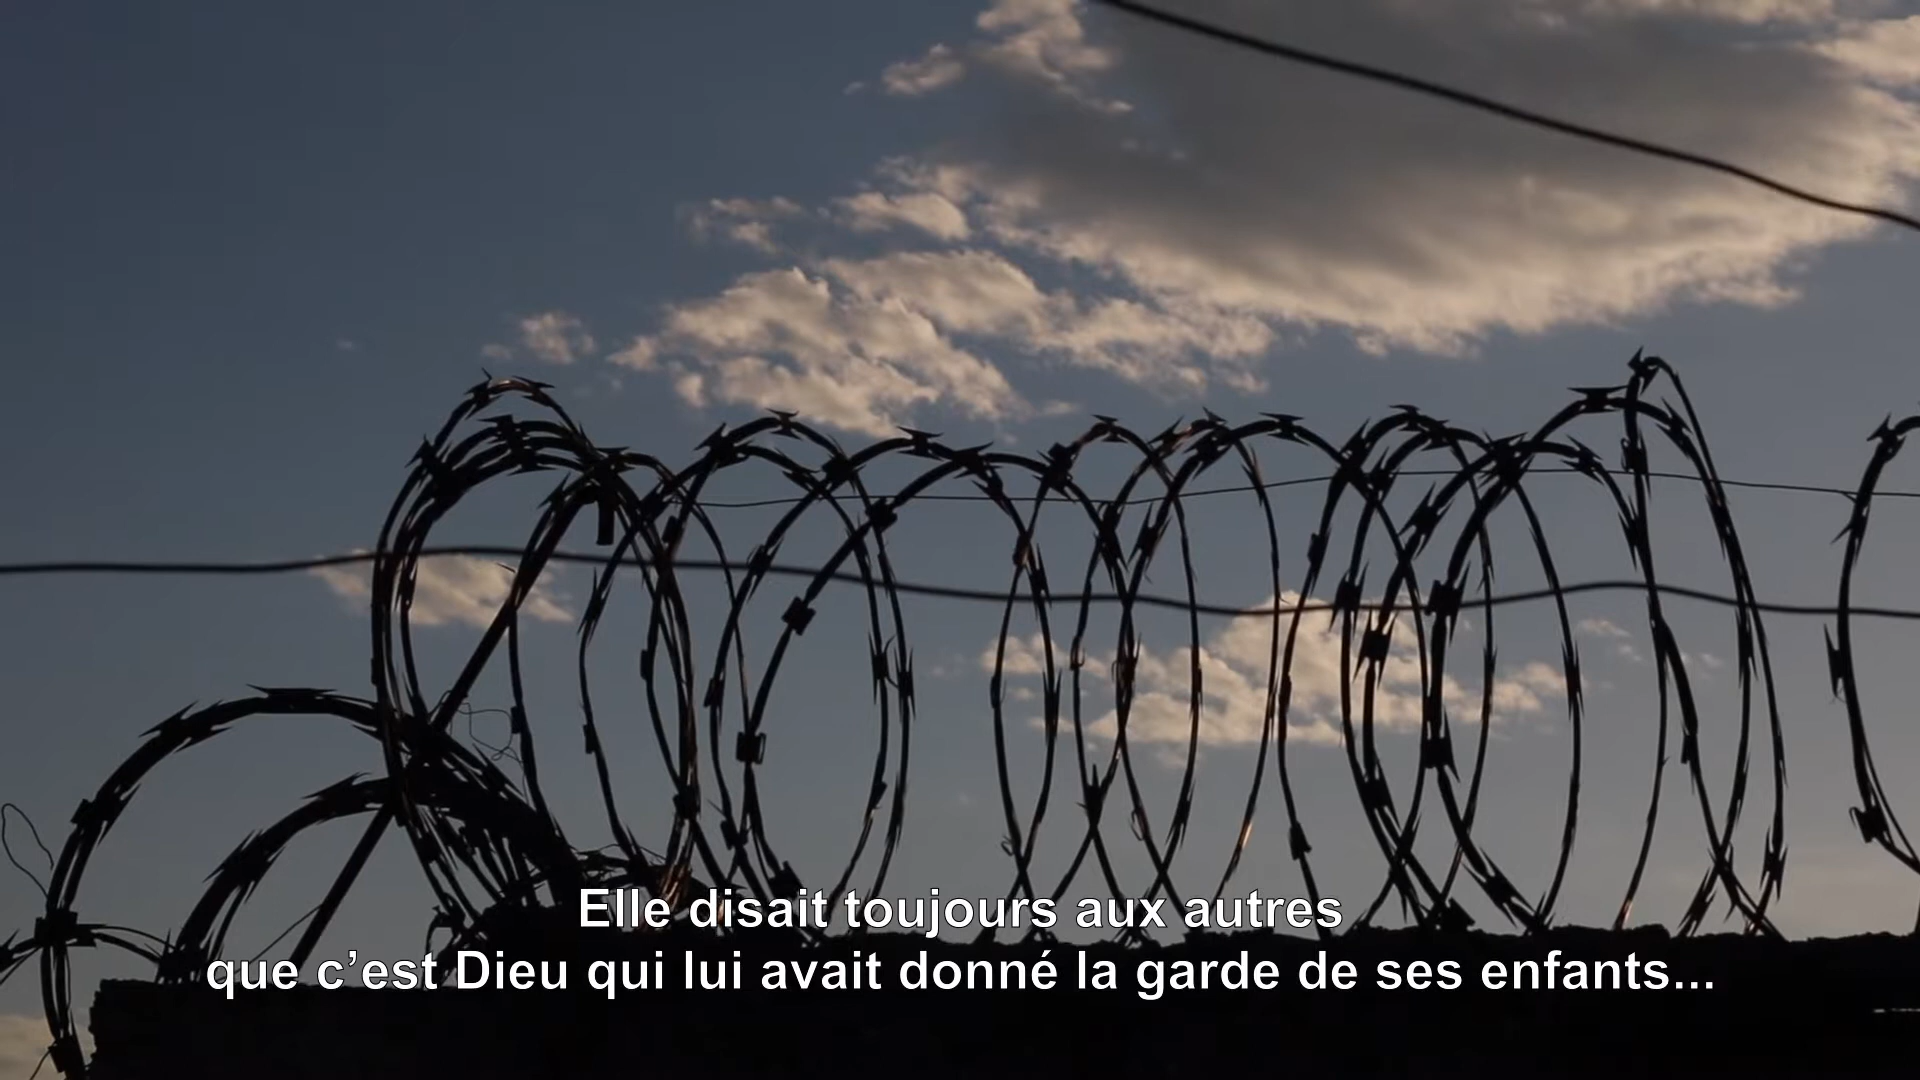 Elle disait toujours aux autres
que c’est Dieu qui lui avait donné la garde de ses enfants...